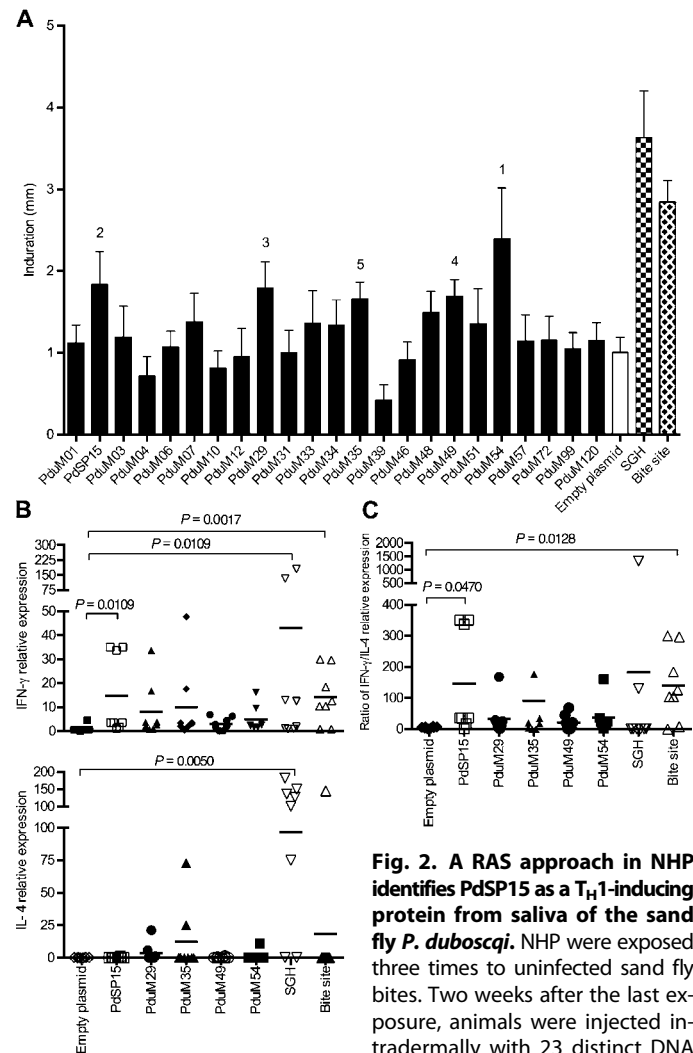 A
5
4
3
2
1
0
Induration (mm)
2
3
5
4
1
PduM01
PdSP15
PduM03
PduM04
PduM06
PduM07
PduM10
PduM12
PduM29
PduM31
PduM33
PduM34
PduM35
PduM39
PduM46
PduM48
PduM49
PduM51
PduM54
PduM57
PduM72
PduM99
PduM120
Empty plasmid
SGH
Bite site
B
P = 0.0017
P = 0.0109
P = 0.0109
300
225
150
75
50
40
30
20
10
0
IFN-γ relative expression
P = 0.0050
200
150
100
75
50
25
0
IL- 4 relative expression
Empty plasmid
PdSP15
PduM29
PduM35
PduM49
PduM54
SGH
Bite site
C
P = 0.0128
P = 0.0470
2000
1500
1000
500
400
300
200
100
0
Ratio of IFN-γ/IL-4 relative expression
Empty plasmid
PdSP15
PduM29
PduM35
PduM49
PduM54
SGH
Bite site
Fig. 2. A RAS approach in NHP
identifies PdSP15 as a TH1-inducing
protein from saliva of the sand
fly P. duboscqi. NHP were exposed
three times to uninfected sand fly
bites. Two weeks after the last ex-
posure, animals were injected in-
tradermally with 23 distinct DNA